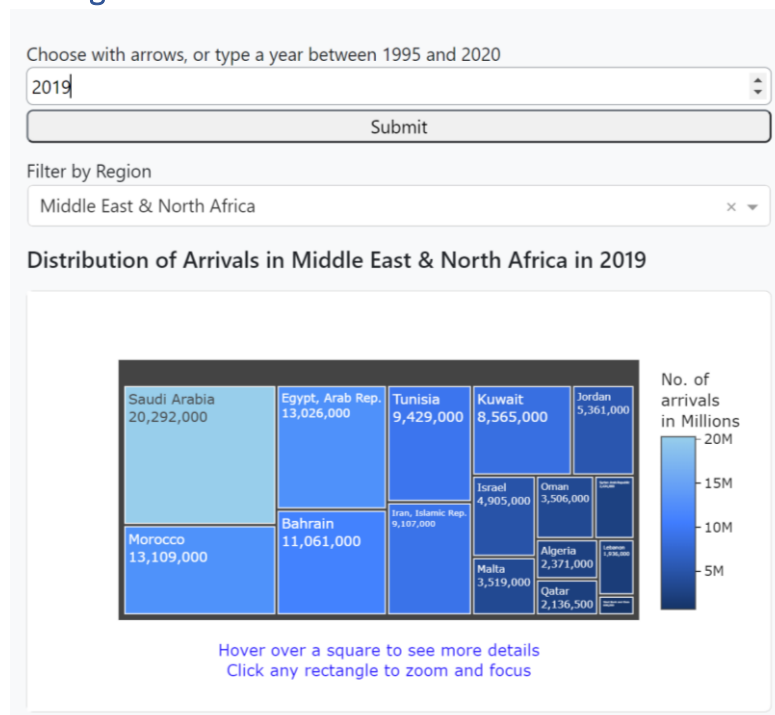 Choose with arrows, or type a year between 1995 and 2020
2019
Submit
Filter by Region
Middle East & North Africa
Distribution of Arrivals in Middle East & North Africa in 2019
Saudi Arabia
20,292,000
Morocco
13,109,000
Egypt, Arab Rep.
13,026,000
Bahrain
11,061,000
Tunisia
9,429,000
Iran, Islamic Rep.
9,107,000
Kuwait
8,565,000
Jordan
5,361,000
Israel
4,905,000
Malta
3,519,000
Oman
3,506,000
Algeria
2,371,000
Qatar
2,136,500
Lebanon
1,936,000
No. of
arrivals
in Millions
20M
15M
10M
5M
Hover over a square to see more details
Click any rectangle to zoom and focus